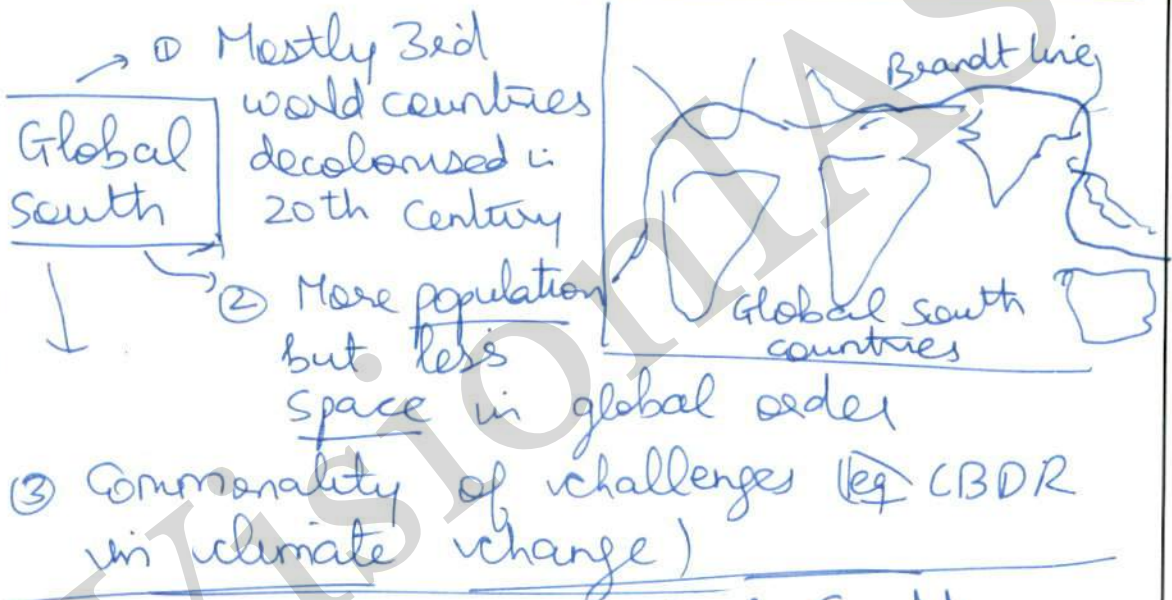 ① Mostly 3rd
world countries
decolonised in
20th Century
Global
South
② More population
but less
space in global order
③ Commonality of challenges (eg CBDR
in climate change)
Brandt line
Global south
countries
VisionIAS